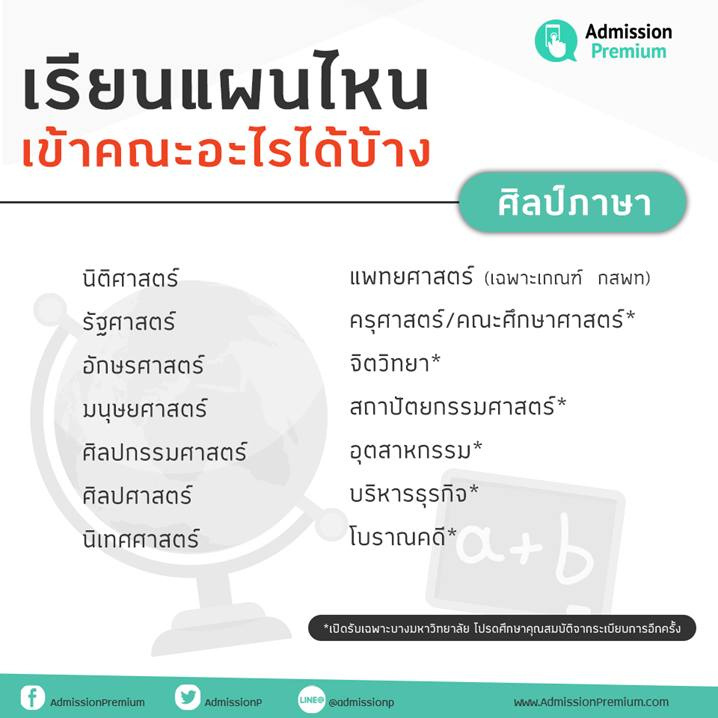 Admission
Premium
เรียนแผนไหน
เข้าคณะอะไรได้บ้าง
ศิลป์ภาษา
นิติศาสตร์
รัฐศาสตร์
อักษรศาสตร์
มนุษยศาสตร์
ศิลปกรรมศาสตร์
ศิลปศาสตร์
นิเทศศาสตร์
แพทยศาสตร์ (เฉพาะเกณฑ์ กสพท)
ครุศาสตร์/คณะศึกษาศาสตร์*
จิตวิทยา*
สถาปัตยกรรมศาสตร์*
อุตสาหกรรม*
บริหารธุรกิจ*
โบราณคดี*
a+b
*เปิดรับเฉพาะบางมหาวิทยาลัย โปรดศึกษาคุณสมบัติจากระเบียบการอีกครั้ง
AdmissionPremium
AdmissionP
LINE@ @admissionp
www.AdmissionPremium.com